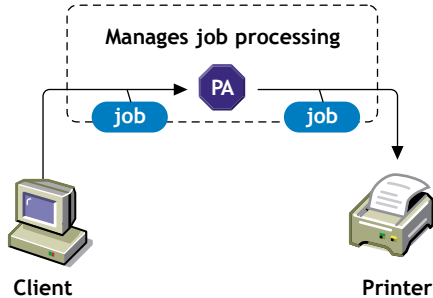 Manages job processing
PA
job
job
Client
Printer